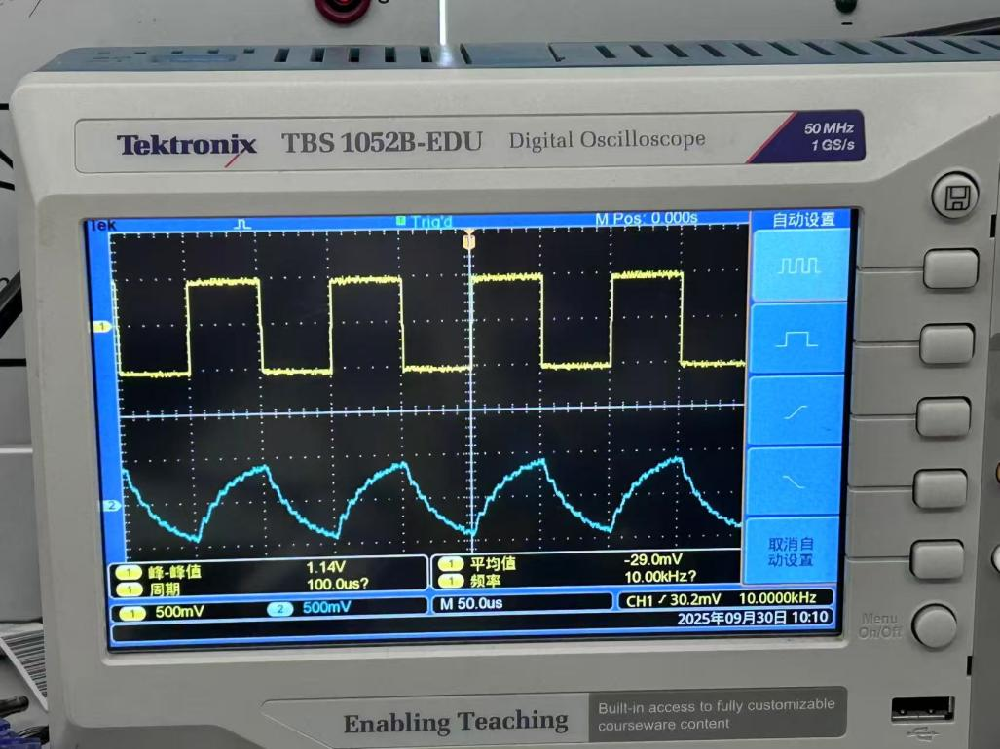 Tektronix TBS 1052B-EDU Digital Oscilloscope
50 MHz
1 GS/s
Tek Trig'd M Pos: 0.000s
自动设置
1
2
取消自
动设置
1 峰-峰值 1.14V
1 周期 100.0us?
1 平均值 -29.0mV
1 频率 10.00kHz?
1 500mV 2 500mV M 50.0us CH1 30.2mV 10.0000kHz
2025年09月30日 10:10
Menu
On/Off
Enabling Teaching
Built-in access to fully customizable
courseware content